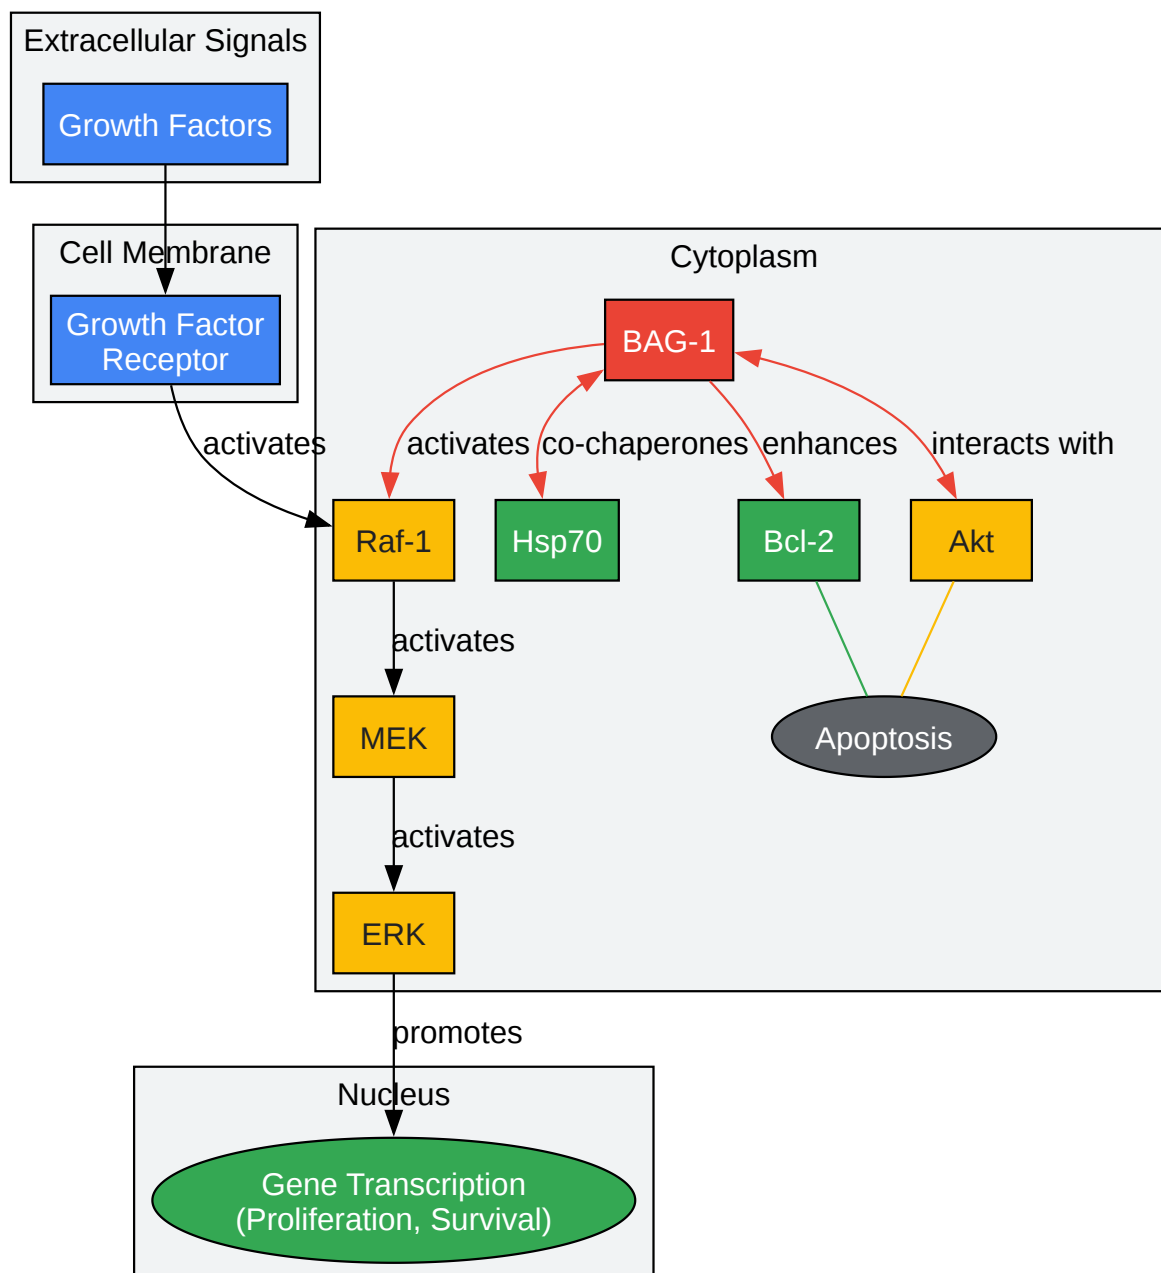 Extracellular Signals
Growth Factors
Cell Membrane
Growth Factor
Receptor
Cytoplasm
BAG-1
activates
activates
co-chaperones
enhances
interacts with
Raf-1
Hsp70
Bcl-2
Akt
activates
MEK
Apoptosis
activates
ERK
promotes
Nucleus
Gene Transcription
(Proliferation, Survival)